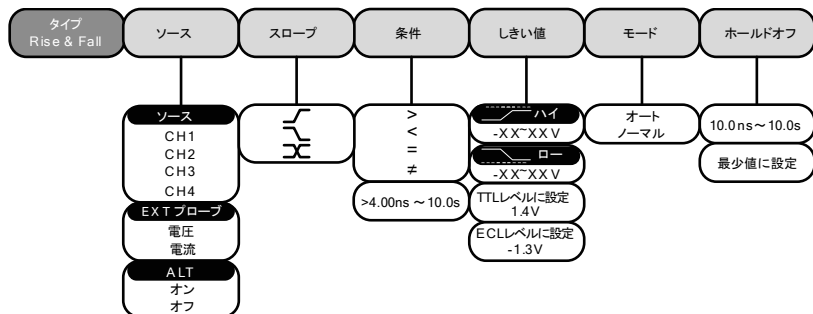 タイプ
Rise & Fall
ソース
スロープ
条件
しきい値
モード
ホールドオフ
ソース
CH1
CH2
CH3
CH4
EXTプローブ
電圧
電流
ALT
オン
オフ
>
<
=
≠
>4.00ns～10.0s
ハイ
-XX~XXV
ロー
-XX~XXV
TTLレベルに設定
1.4V
ECLレベルに設定
-1.3V
オート
ノーマル
10.0ns～10.0s
最少値に設定